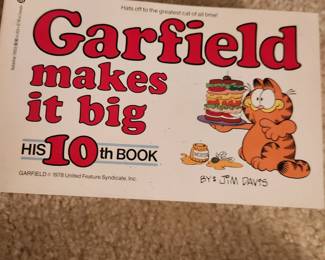 Hats off to the greatest cat of all time!
Garfield
makes
it big
HIS 10th BOOK
BY: JIM DAVIS
GARFIELD © 1978 United Feature Syndicate, Inc.